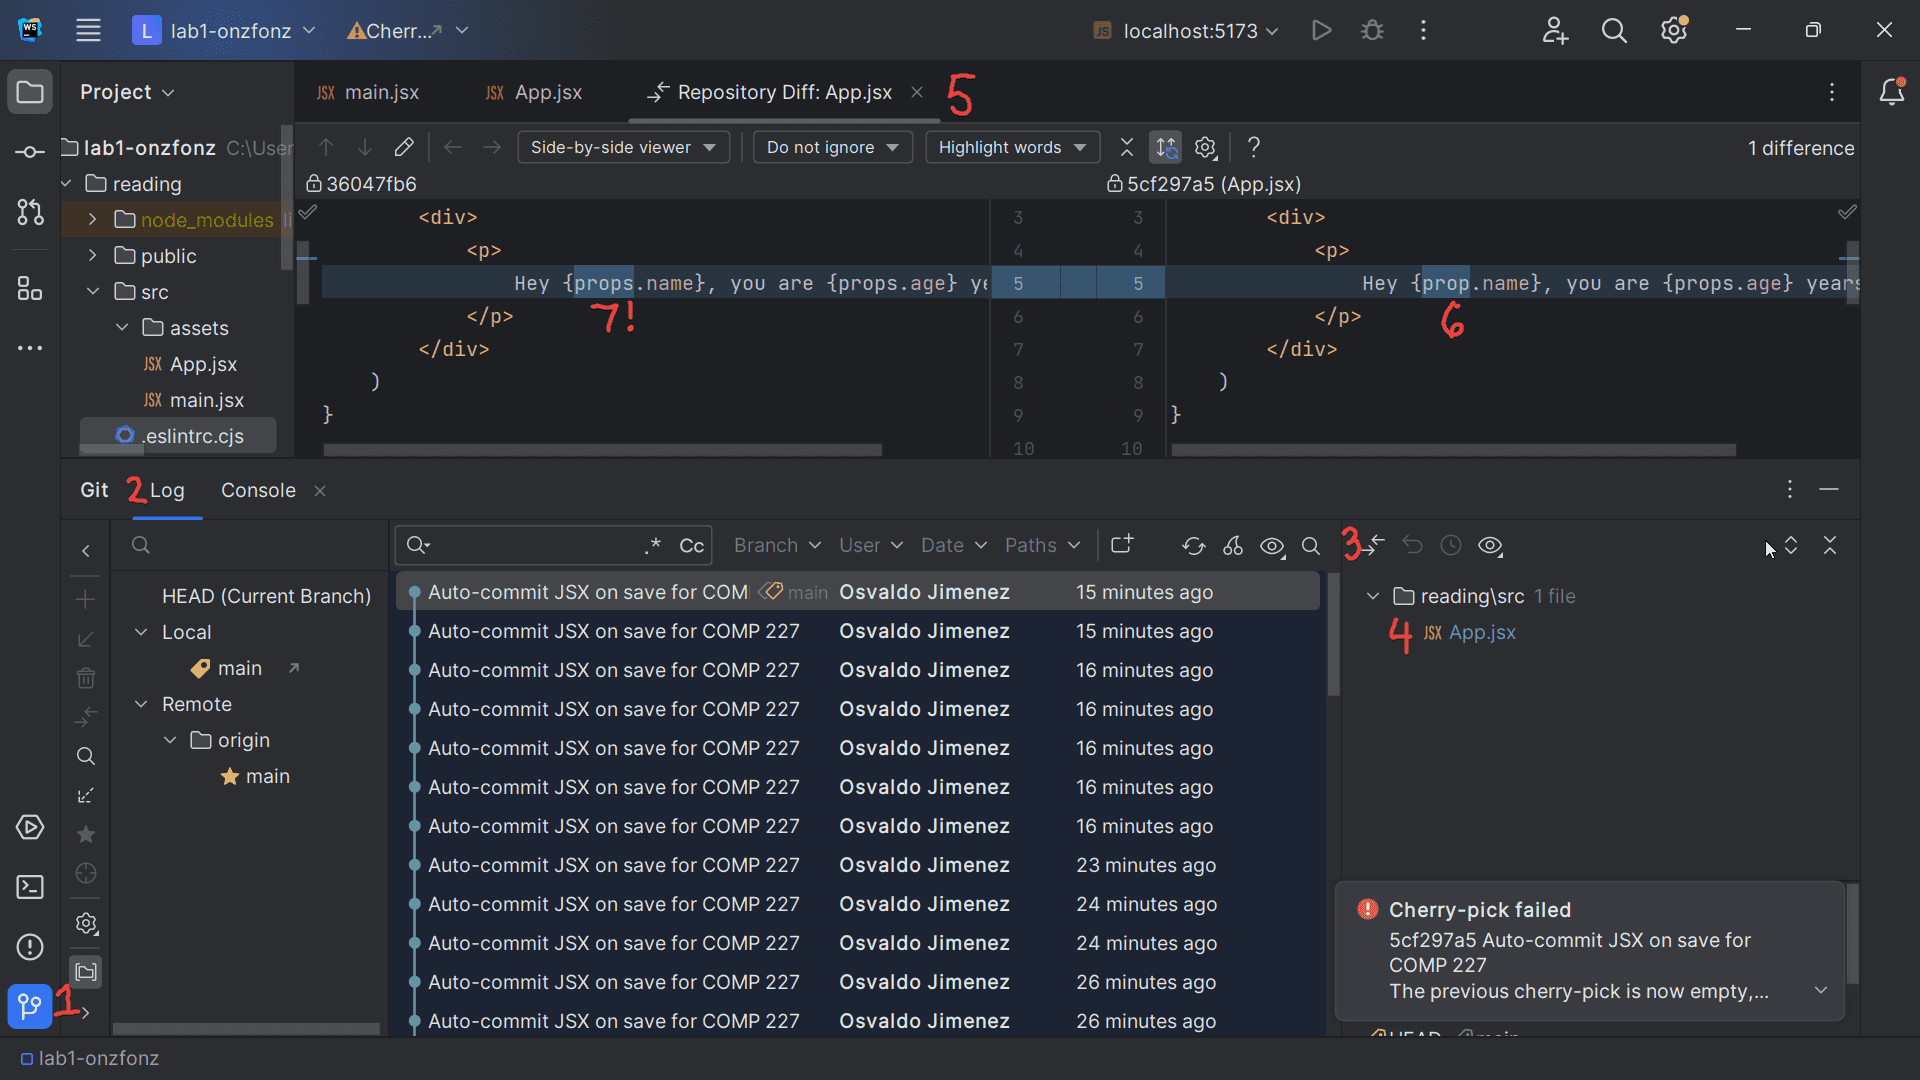 WS
L lab1-onzfonz Cherr...
JS localhost:5173
Project
JSX main.jsx
JSX App.jsx
Repository Diff: App.jsx
5
lab1-onzfonz C:\User
reading
node_modules li
public
src
assets
JSX App.jsx
JSX main.jsx
.eslintrc.cjs
Side-by-side viewer
Do not ignore
Highlight words
?
1 difference
36047fb6
5cf297a5 (App.jsx)
<div> 3 3 <div>
<p> 4 4 <p>
Hey {props.name}, you are {props.age} ye 5 5 Hey {prop.name}, you are {props.age} years
</p> 7! 6 6 </p> 6
</div> 7 7 </div>
) 8 8 )
} 9 9 }
10 10
Git 2 Log Console
.* Cc Branch User Date Paths
3
HEAD (Current Branch)
Local
main
Remote
origin
main
Auto-commit JSX on save for COM main Osvaldo Jimenez 15 minutes ago
Auto-commit JSX on save for COMP 227 Osvaldo Jimenez 15 minutes ago
Auto-commit JSX on save for COMP 227 Osvaldo Jimenez 16 minutes ago
Auto-commit JSX on save for COMP 227 Osvaldo Jimenez 16 minutes ago
Auto-commit JSX on save for COMP 227 Osvaldo Jimenez 16 minutes ago
Auto-commit JSX on save for COMP 227 Osvaldo Jimenez 16 minutes ago
Auto-commit JSX on save for COMP 227 Osvaldo Jimenez 16 minutes ago
Auto-commit JSX on save for COMP 227 Osvaldo Jimenez 23 minutes ago
Auto-commit JSX on save for COMP 227 Osvaldo Jimenez 24 minutes ago
Auto-commit JSX on save for COMP 227 Osvaldo Jimenez 24 minutes ago
Auto-commit JSX on save for COMP 227 Osvaldo Jimenez 26 minutes ago
Auto-commit JSX on save for COMP 227 Osvaldo Jimenez 26 minutes ago
reading\src 1 file
4 JSX App.jsx
Cherry-pick failed
5cf297a5 Auto-commit JSX on save for
COMP 227
The previous cherry-pick is now empty,...
HEAD main
1
lab1-onzfonz